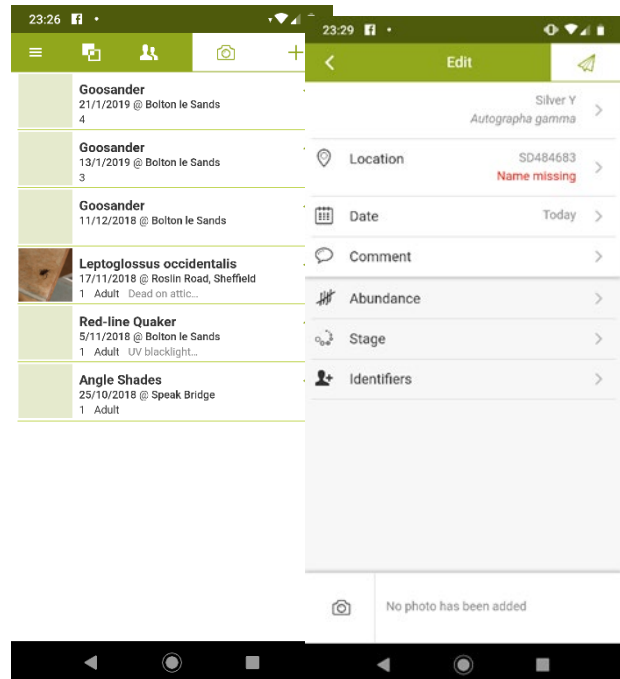 23:26
Goosander
21/1/2019 @ Bolton le Sands
4
Goosander
13/1/2019 @ Bolton le Sands
3
Goosander
11/12/2018 @ Bolton le Sands
Leptoglossus occidentalis
17/11/2018 @ Roslin Road, Sheffield
1 Adult Dead on attic...
Red-line Quaker
5/11/2018 @ Bolton le Sands
1 Adult UV blacklight...
Angle Shades
25/10/2018 @ Speak Bridge
1 Adult
23:29
Edit
Silver Y
Autographa gamma
Location SD484683
Name missing
Date Today
Comment
Abundance
Stage
Identifiers
No photo has been added